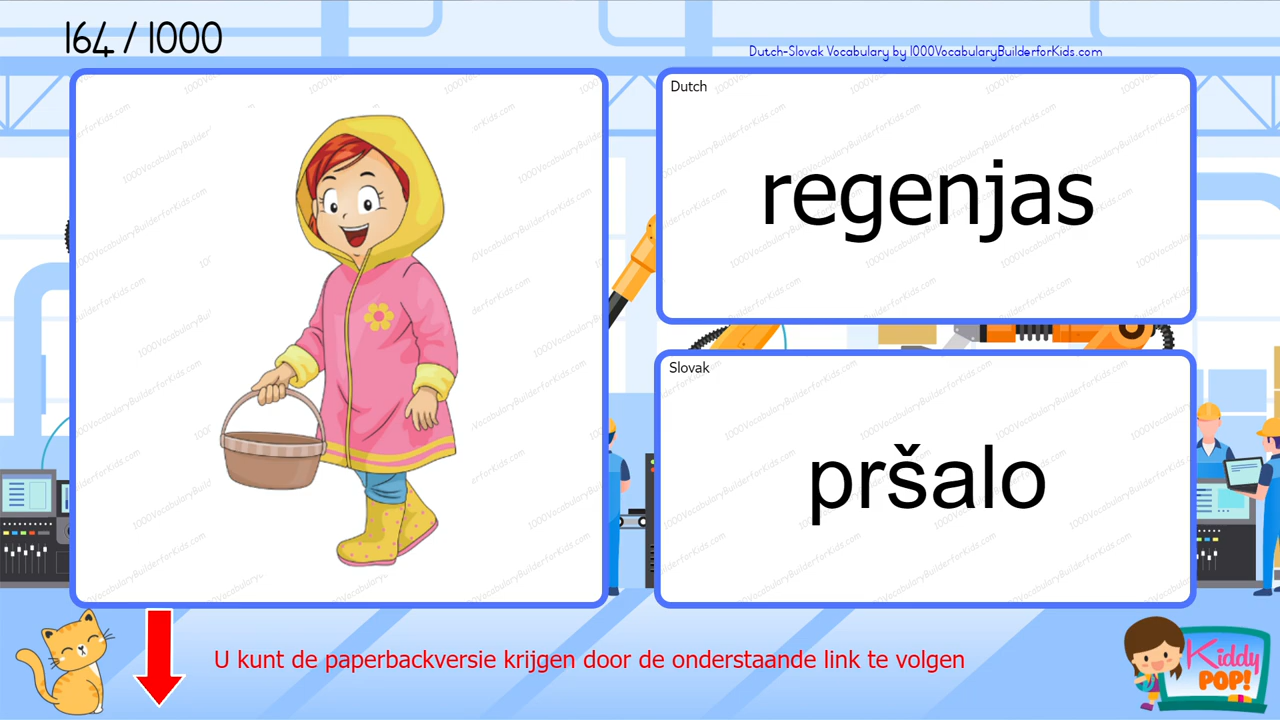 164 / 1000
Dutch-Slovak Vocabulary by 1000VocabularyBuilderforKids.com
Dutch
regenjas
Slovak
pršalo
U kunt de paperbackversie krijgen door de onderstaande link te volgen
Kiddy
POP!